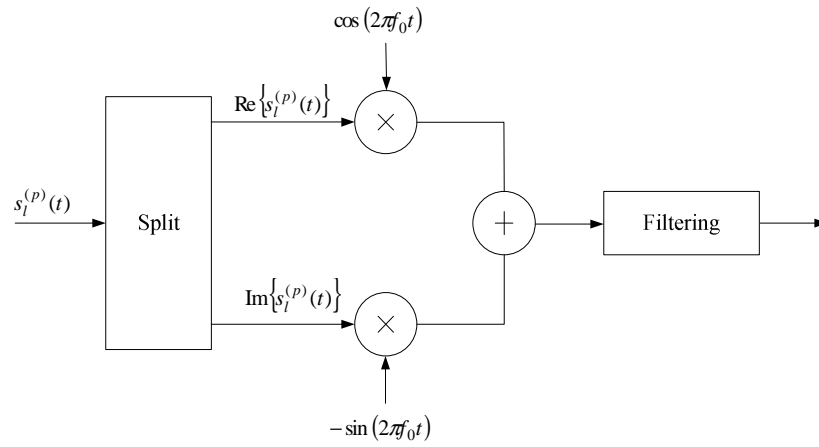 cos(2πf₀t)
Re{s_l^(p)(t)}
×
s_l^(p)(t)
Split
+
Filtering
Im{s_l^(p)(t)}
×
−sin(2πf₀t)